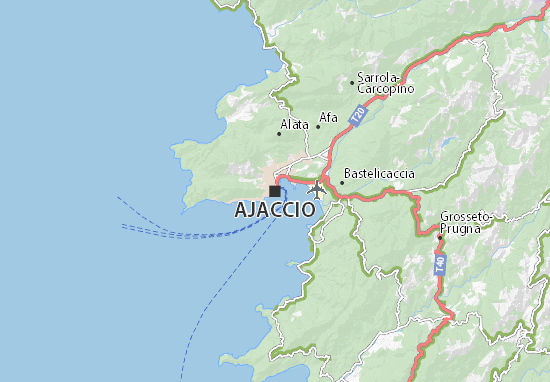 Sarrola-
Carcopino
T20
Afa
Alata
Bastelicaccia
AJACCIO
Grosseto-
Prugna
T40